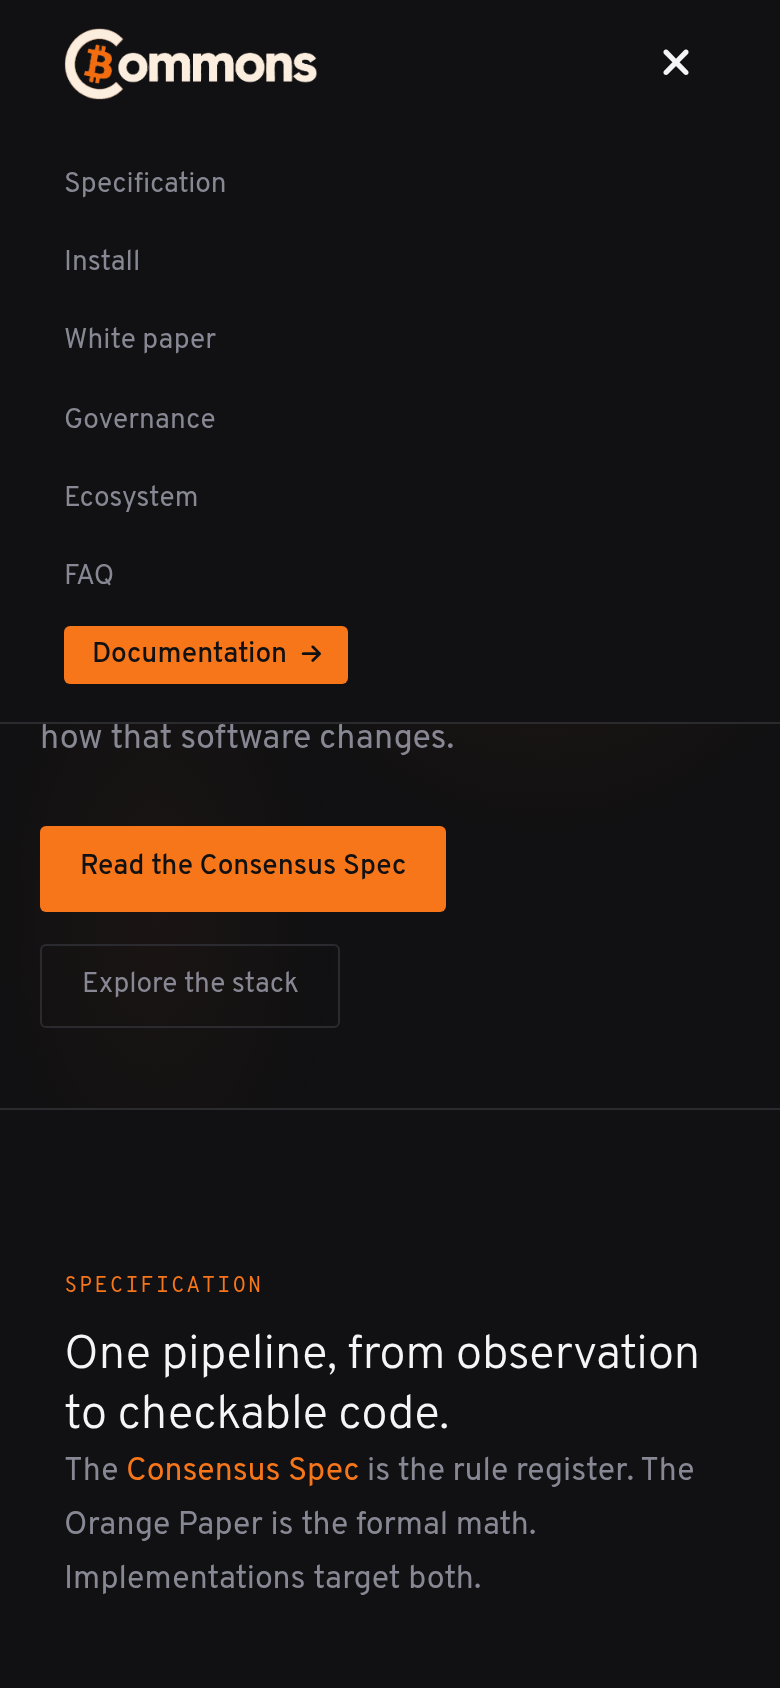 Commons
Specification
Install
White paper
Governance
Ecosystem
FAQ
Documentation →
how that software changes.
Read the Consensus Spec
Explore the stack
SPECIFICATION
One pipeline, from observation
to checkable code.
The Consensus Spec is the rule register. The
Orange Paper is the formal math.
Implementations target both.